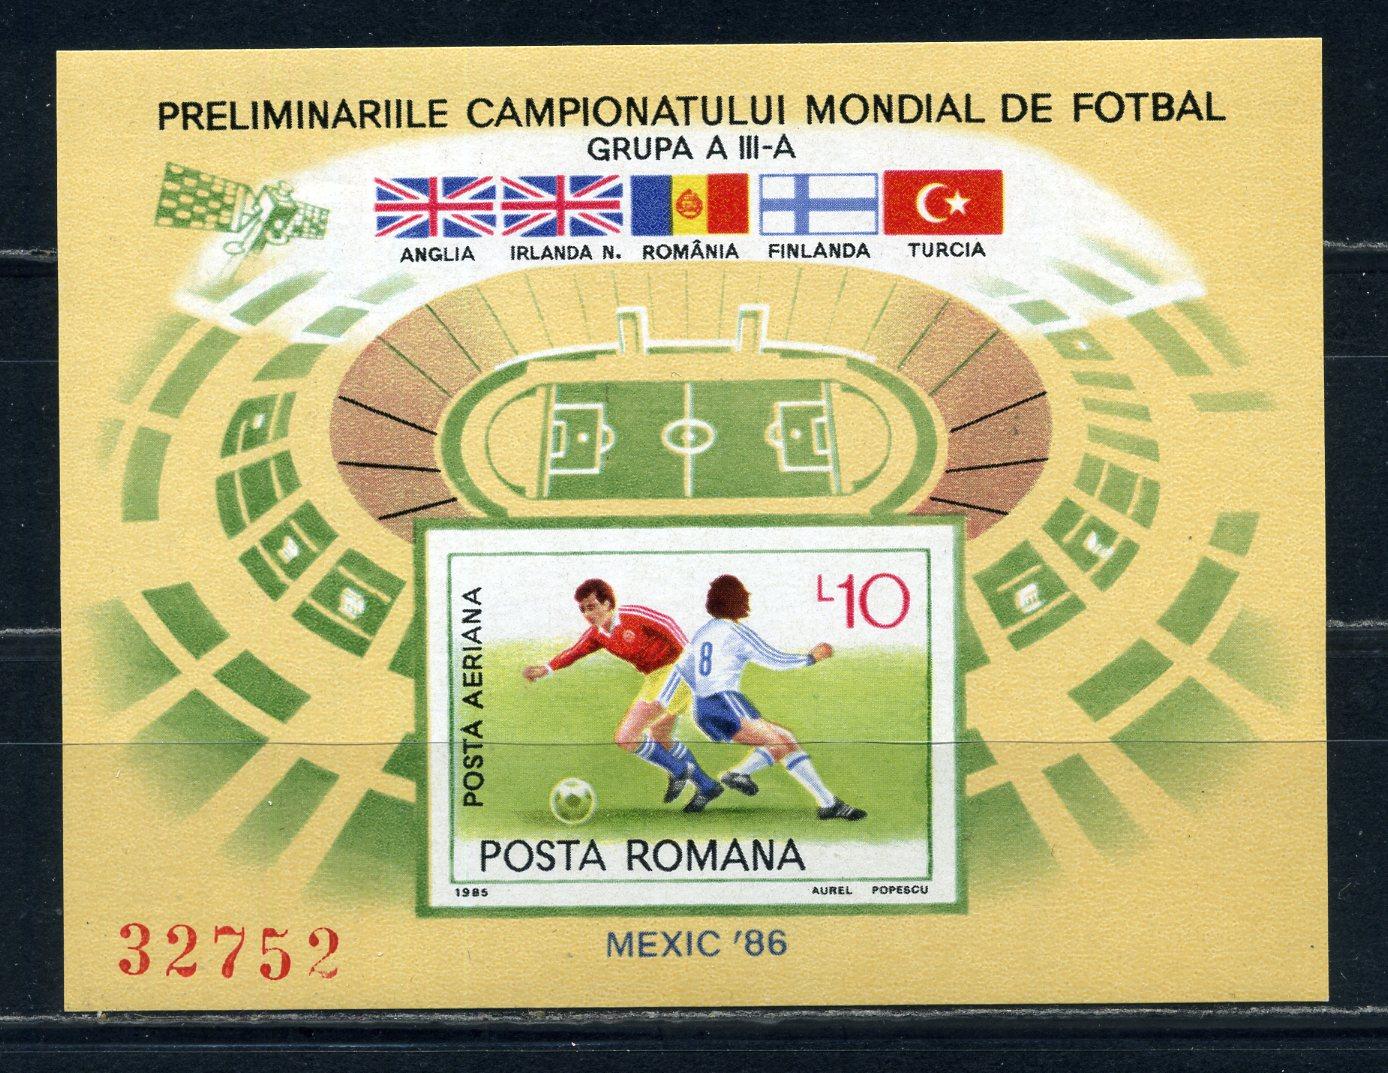 PRELIMINARIILE CAMPIONATULUI MONDIAL DE FOTBAL
GRUPA A III-A
ANGLIA IRLANDA N. ROMÂNIA FINLANDA TURCIA
L10
8
POSTA AERIANA
POSTA ROMANA
1985 AUREL POPESCU
32752
MEXIC '86